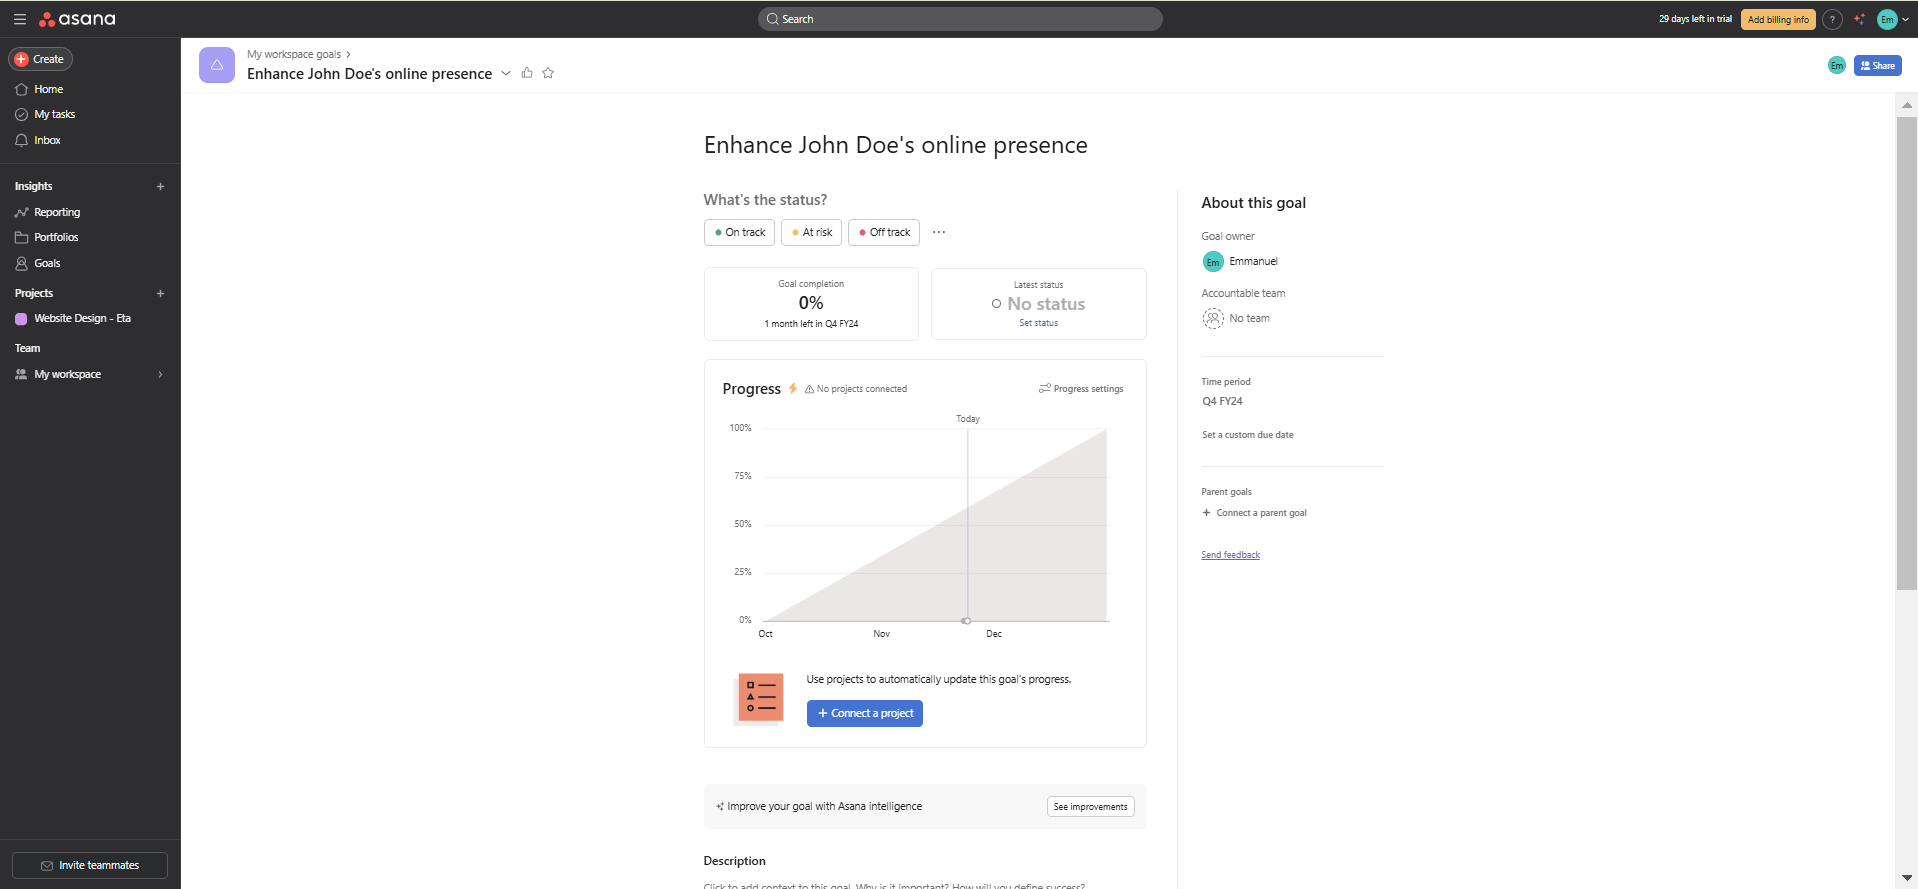 asana
Search
29 days left in trial
Add billing info
?
Em
Create
Home
My tasks
Inbox
Insights
Reporting
Portfolios
Goals
Projects
Website Design - Eta
Team
My workspace
Invite teammates
My workspace goals
Enhance John Doe's online presence
Em
Share
Enhance John Doe's online presence
What's the status?
On track
At risk
Off track
Goal completion
0%
1 month left in Q4 FY24
Latest status
No status
Set status
Progress
No projects connected
Progress settings
Today
100%
75%
50%
25%
0%
Oct
Nov
Dec
Use projects to automatically update this goal's progress.
+ Connect a project
Improve your goal with Asana intelligence
See improvements
Description
Click to add context to this goal. Why is it important? How will you define success?
About this goal
Goal owner
Em
Emmanuel
Accountable team
No team
Time period
Q4 FY24
Set a custom due date
Parent goals
+ Connect a parent goal
Send feedback